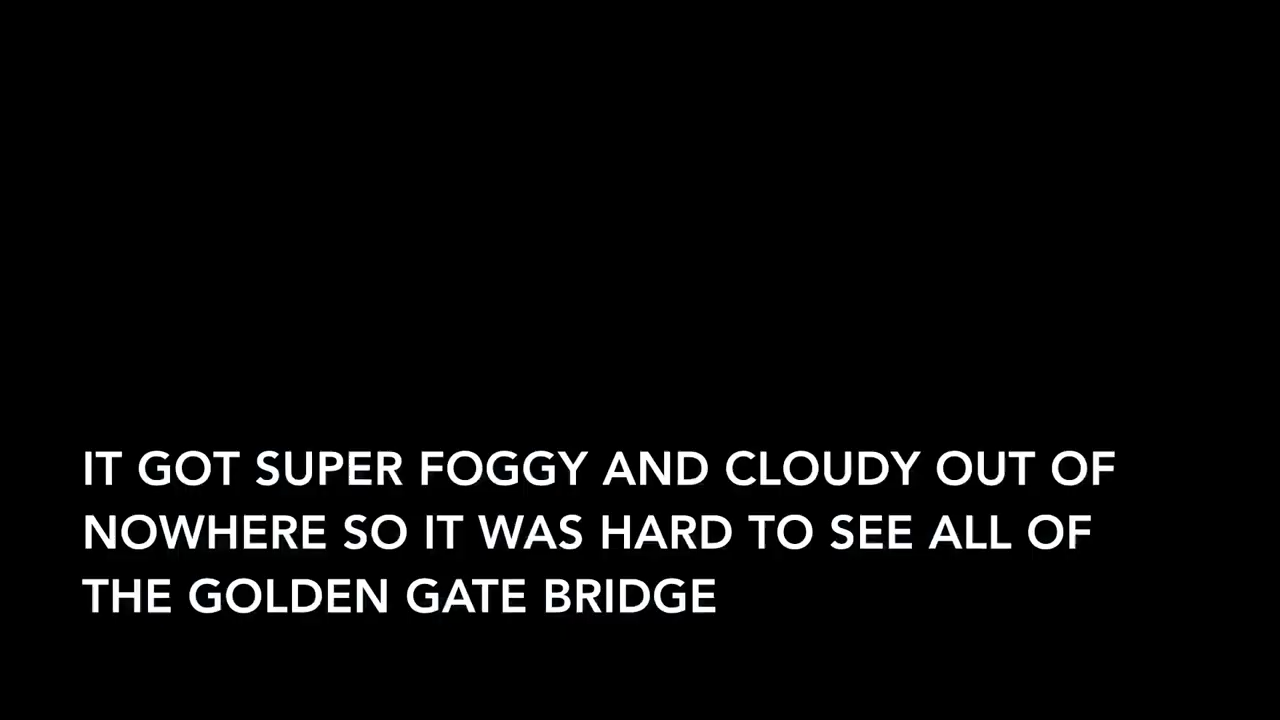 IT GOT SUPER FOGGY AND CLOUDY OUT OF
NOWHERE SO IT WAS HARD TO SEE ALL OF
THE GOLDEN GATE BRIDGE